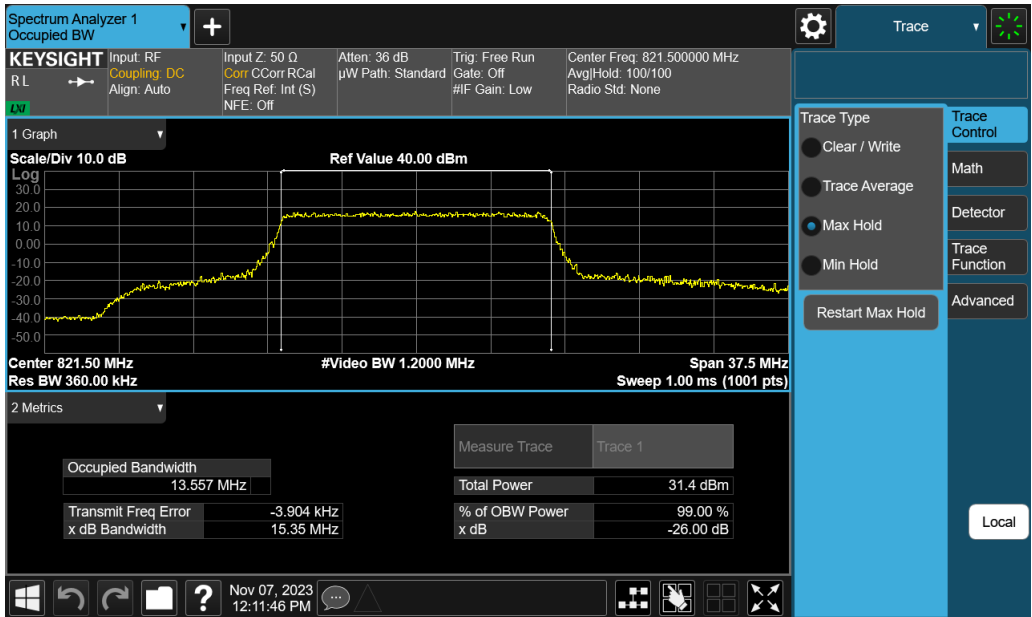 Spectrum Analyzer 1
Occupied BW
+
Trace
KEYSIGHT
R L
LXI
Input: RF
Coupling: DC
Align: Auto
Input Z: 50 Ω
Corr CCorr RCal
Freq Ref: Int (S)
NFE: Off
Atten: 36 dB
µW Path: Standard
Trig: Free Run
Gate: Off
#IF Gain: Low
Center Freq: 821.500000 MHz
Avg|Hold: 100/100
Radio Std: None
1 Graph
Scale/Div 10.0 dB
Ref Value 40.00 dBm
Log
30.0
20.0
10.0
0.00
-10.0
-20.0
-30.0
-40.0
-50.0
Center 821.50 MHz
#Video BW 1.2000 MHz
Span 37.5 MHz
Res BW 360.00 kHz
Sweep 1.00 ms (1001 pts)
2 Metrics
Measure Trace
Trace 1
Occupied Bandwidth
13.557 MHz
Total Power
31.4 dBm
Transmit Freq Error
-3.904 kHz
% of OBW Power
99.00 %
x dB Bandwidth
15.35 MHz
x dB
-26.00 dB
Trace Type
Clear / Write
Trace Average
Max Hold
Min Hold
Restart Max Hold
Trace
Control
Math
Detector
Trace
Function
Advanced
Local
?
Nov 07, 2023
12:11:46 PM